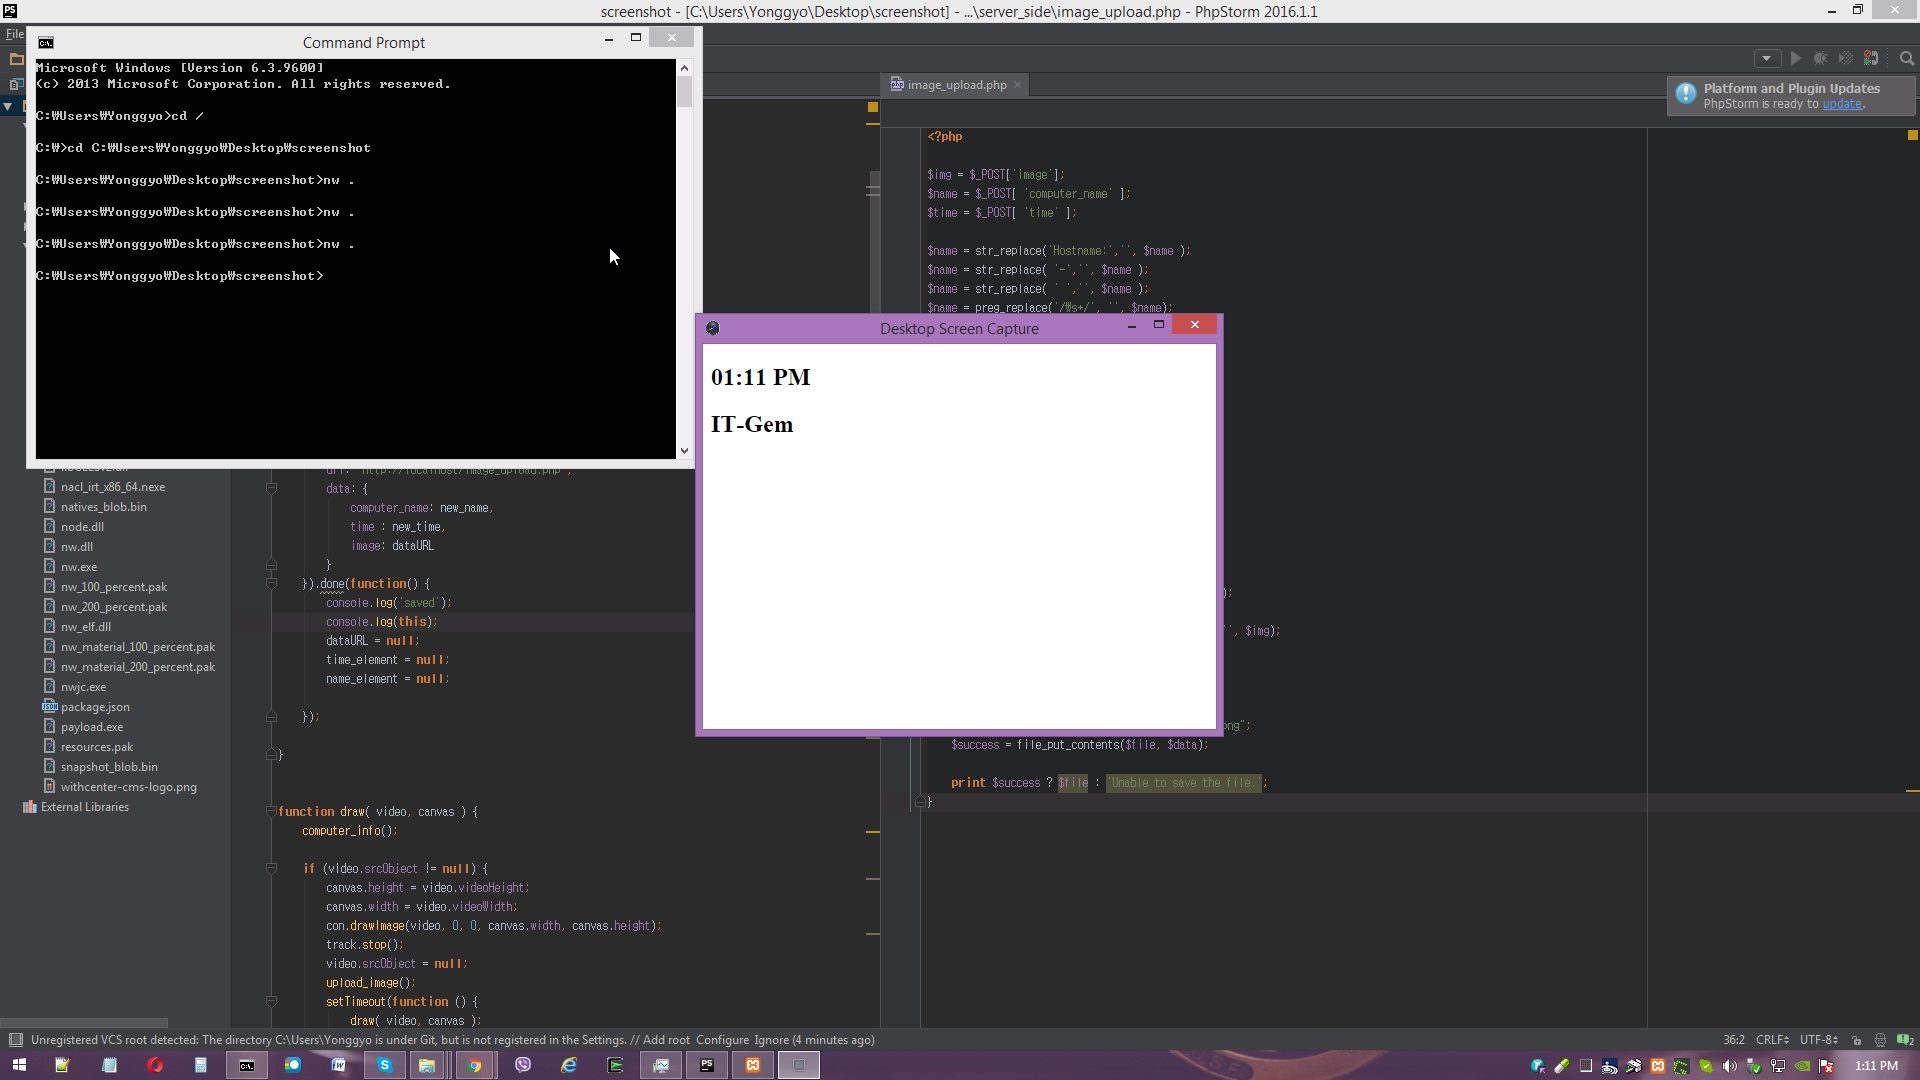 screenshot - [C:\Users\Yonggyo\Desktop\screenshot] - ...\server_side\image_upload.php - PhpStorm 2016.1.1
File
Command Prompt
Microsoft Windows [Version 6.3.9600]
(c) 2013 Microsoft Corporation. All rights reserved.
C:₩Users₩Yonggyo>cd /
C:₩>cd C:₩Users₩Yonggyo₩Desktop₩screenshot
C:₩Users₩Yonggyo₩Desktop₩screenshot>nw .
C:₩Users₩Yonggyo₩Desktop₩screenshot>nw .
C:₩Users₩Yonggyo₩Desktop₩screenshot>nw .
C:₩Users₩Yonggyo₩Desktop₩screenshot>
image_upload.php
Platform and Plugin Updates
PhpStorm is ready to update.
<?php
$img = $_POST['image'];
$name = $_POST[ 'computer_name' ];
$time = $_POST[ 'time' ];
$name = str_replace('Hostname:','', $name );
$name = str_replace( '-','', $name );
$name = str_replace( ' ','', $name );
$name = preg_replace('/₩s+/', '', $name);
Desktop Screen Capture
01:11 PM
IT-Gem
);
'', $img);
png";
$success = file_put_contents($file, $data);
print $success ? $file : 'Unable to save the file.';
}
nacl_irt_x86_64.nexe
natives_blob.bin
node.dll
nw.dll
nw.exe
nw_100_percent.pak
nw_200_percent.pak
nw_elf.dll
nw_material_100_percent.pak
nw_material_200_percent.pak
nwjc.exe
package.json
payload.exe
resources.pak
snapshot_blob.bin
withcenter-cms-logo.png
External Libraries
url: 'http://localhost/image_upload.php',
data: {
computer_name: new_name,
time : new_time,
image: dataURL
}
}).done(function() {
console.log('saved');
console.log(this);
dataURL = null;
time_element = null;
name_element = null;
});
}
function draw( video, canvas ) {
computer_info();
if (video.srcObject != null) {
canvas.height = video.videoHeight;
canvas.width = video.videoWidth;
con.drawImage(video, 0, 0, canvas.width, canvas.height);
track.stop();
video.srcObject = null;
upload_image();
setTimeout(function () {
draw( video, canvas );
Unregistered VCS root detected: The directory C:\Users\Yonggyo is under Git, but is not registered in the Settings. // Add root Configure Ignore (4 minutes ago)
36:2 CRLF UTF-8
1:11 PM